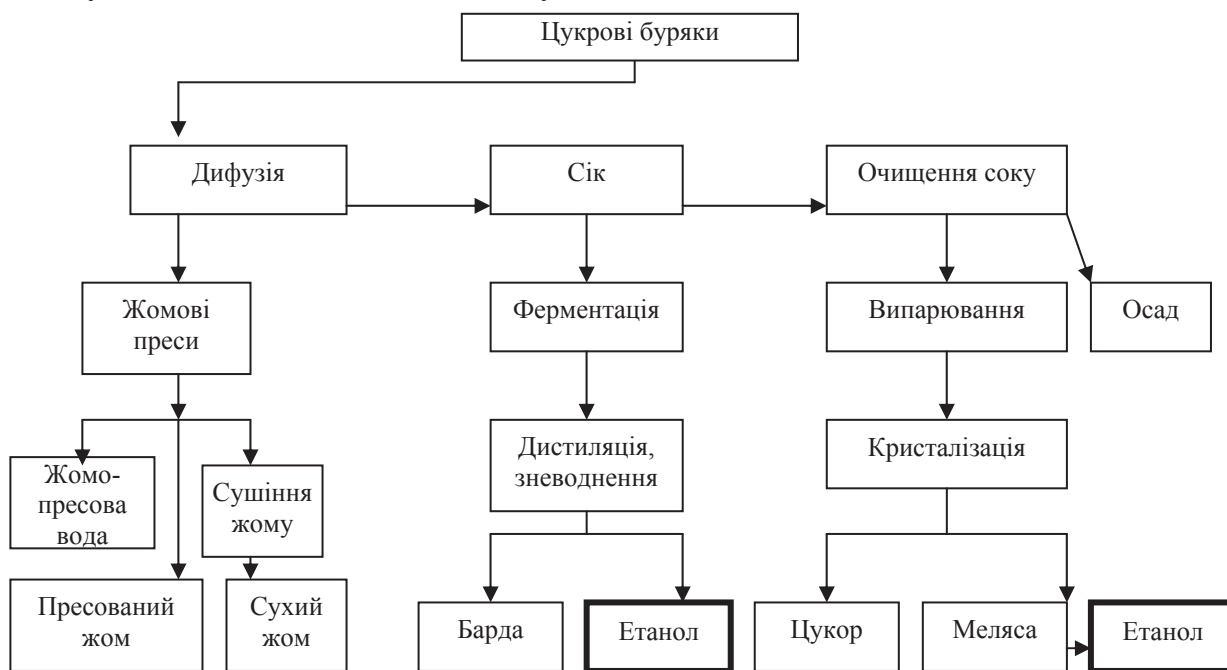 Цукрові буряки
Дифузія
Сік
Очищення соку
Жомові
преси
Ферментація
Випарювання
Осад
Жомо-
пресова
вода
Сушіння
жому
Дистиляція,
зневоднення
Кристалізація
Пресований
жом
Сухий
жом
Барда
Етанол
Цукор
Меляса
Етанол